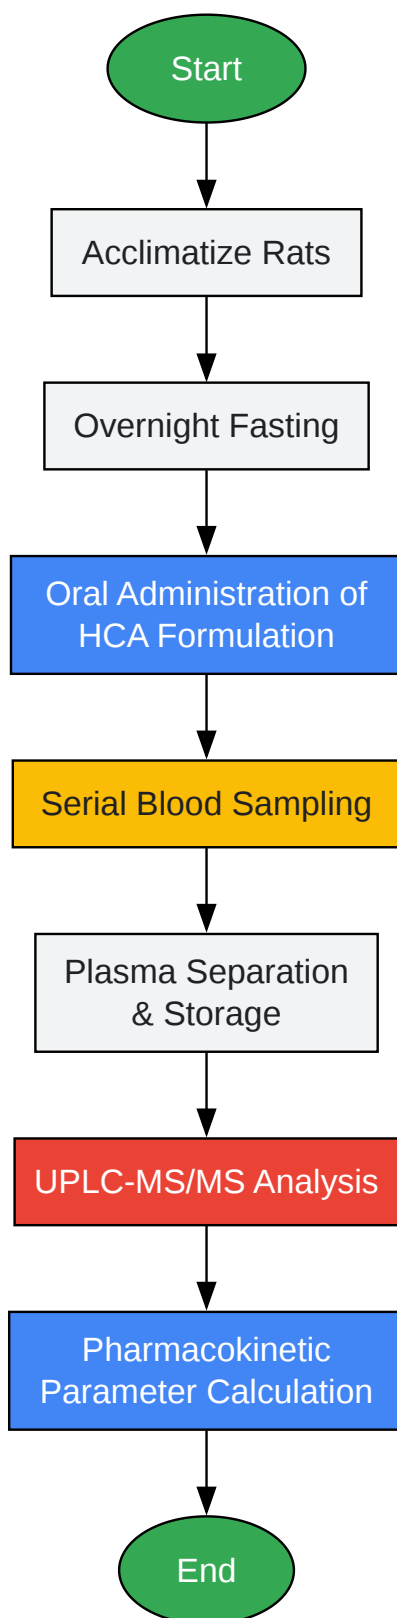 Start
Acclimatize Rats
Overnight Fasting
Oral Administration of
HCA Formulation
Serial Blood Sampling
Plasma Separation
& Storage
UPLC-MS/MS Analysis
Pharmacokinetic
Parameter Calculation
End